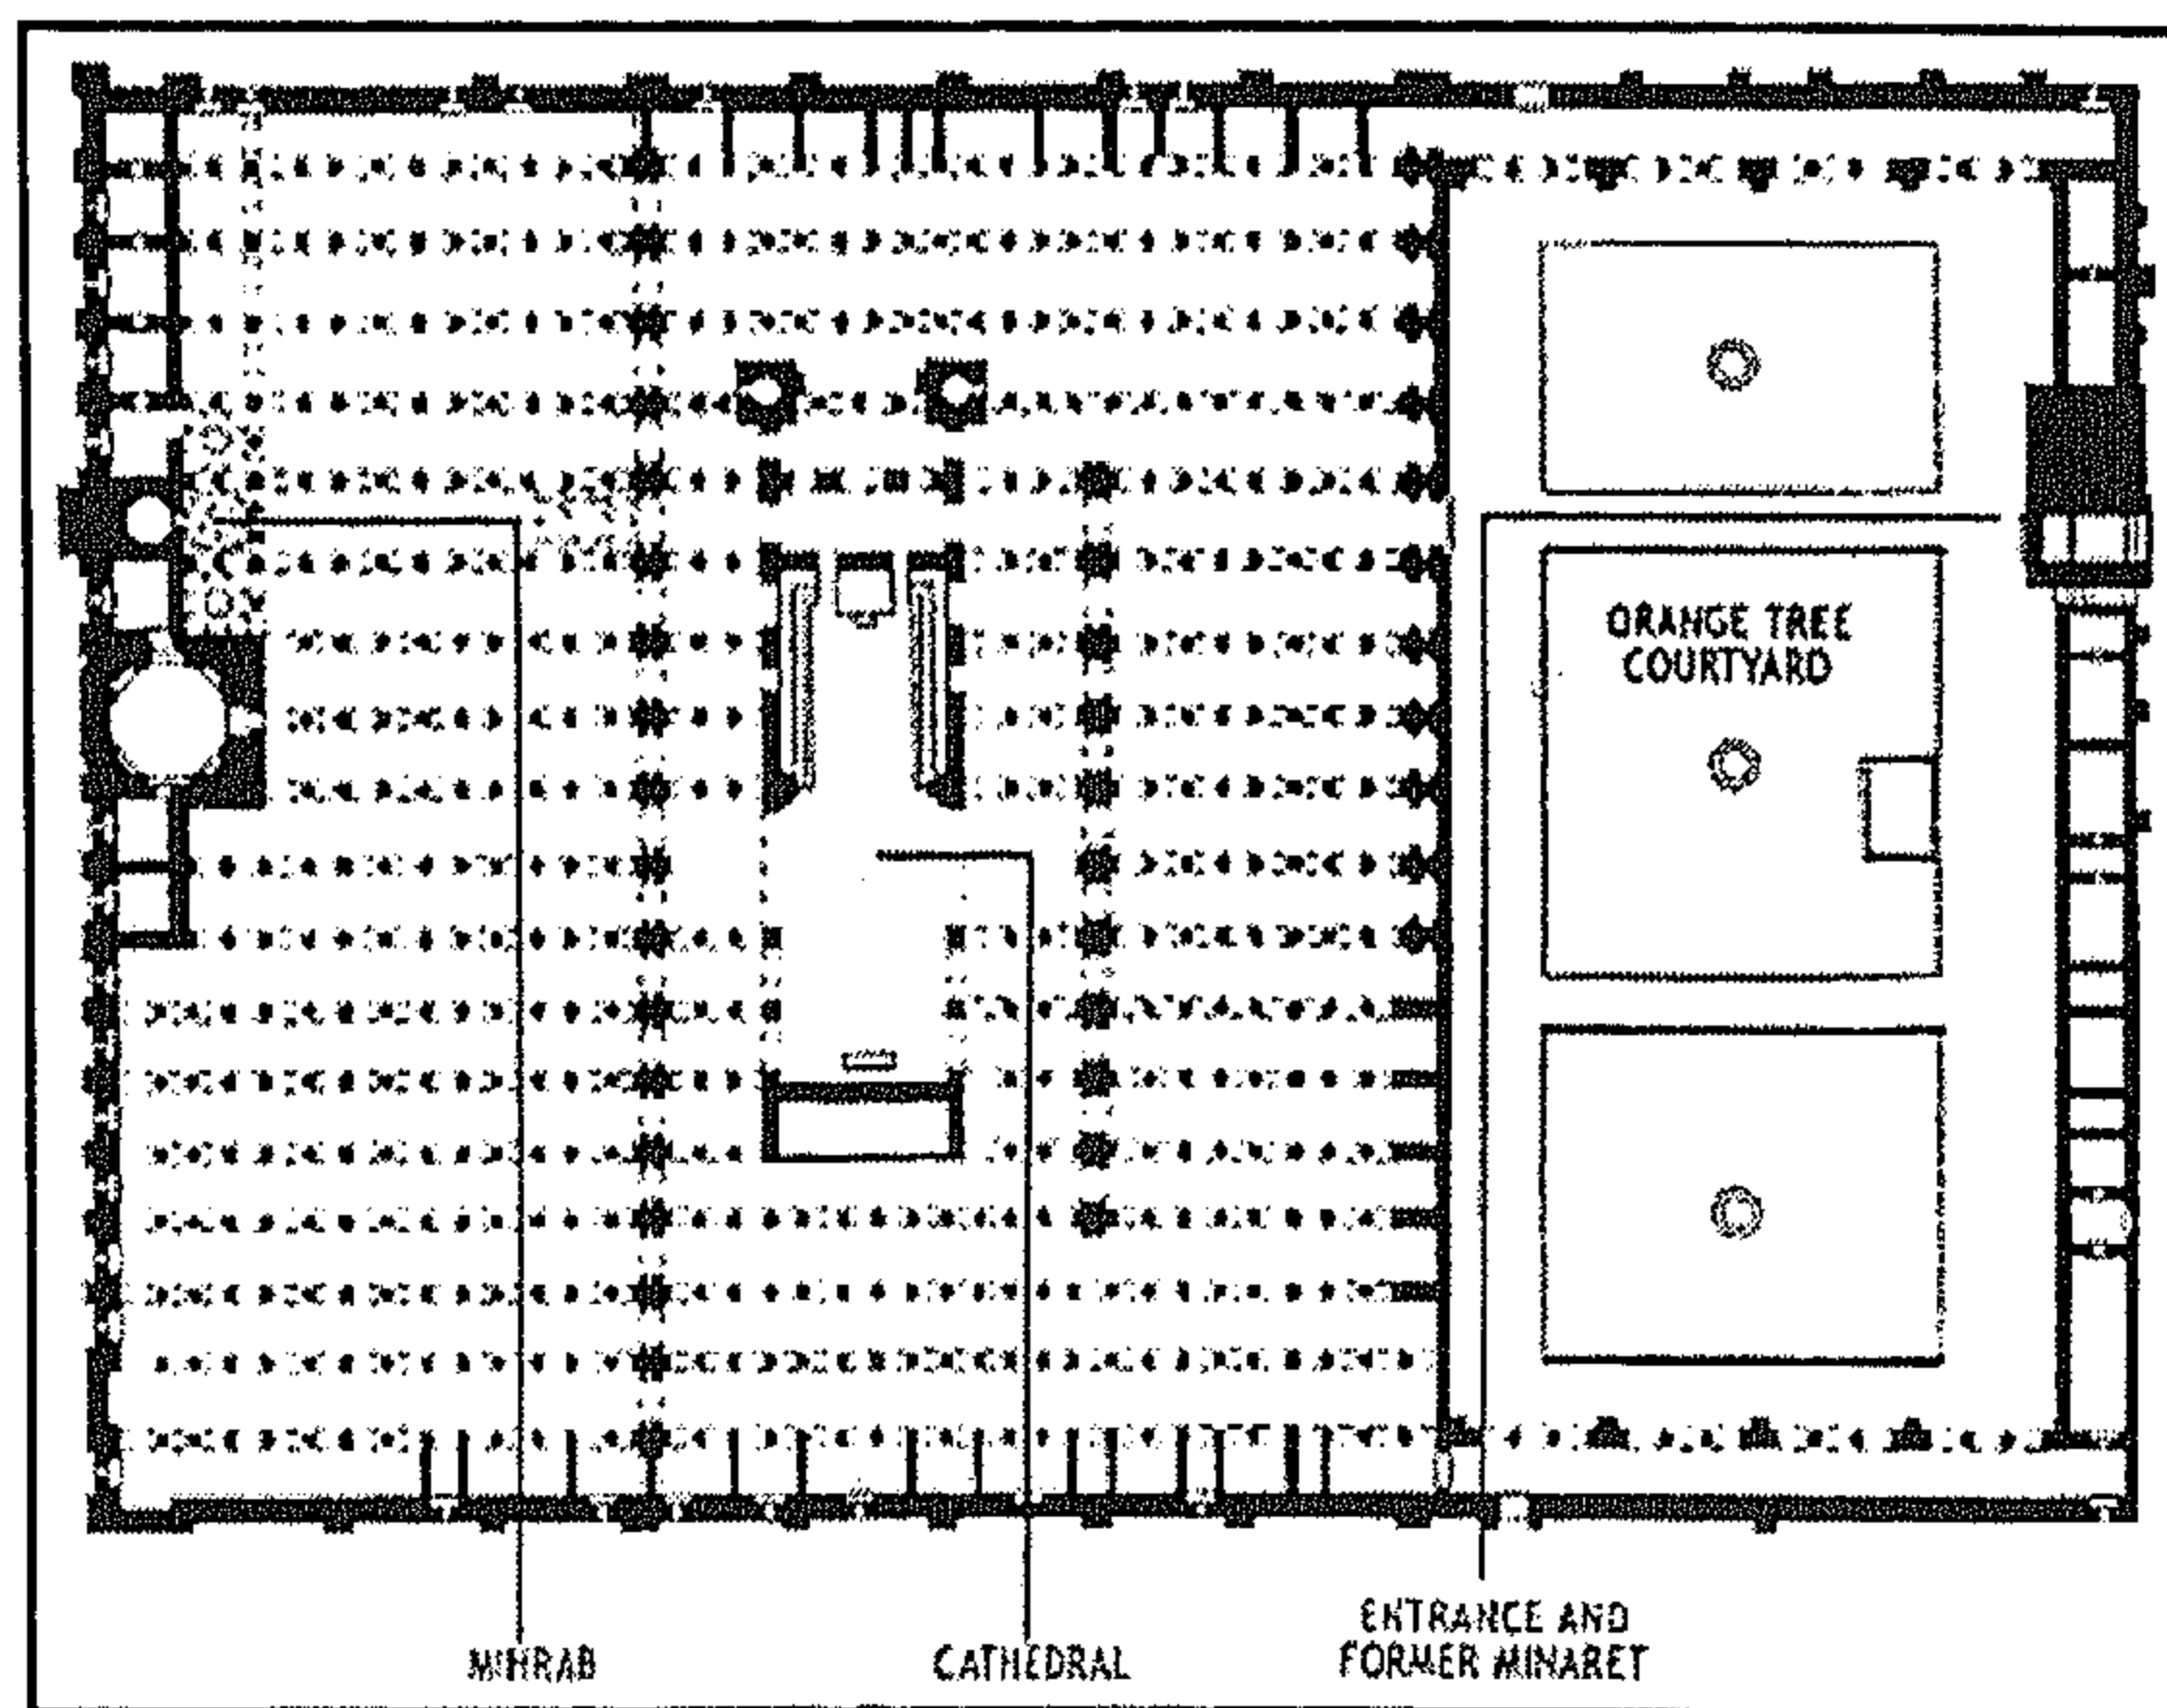 ORANGE TREE
COURTYARD
MIHRAB
CATHEDRAL
ENTRANCE AND
FORMER MINARET